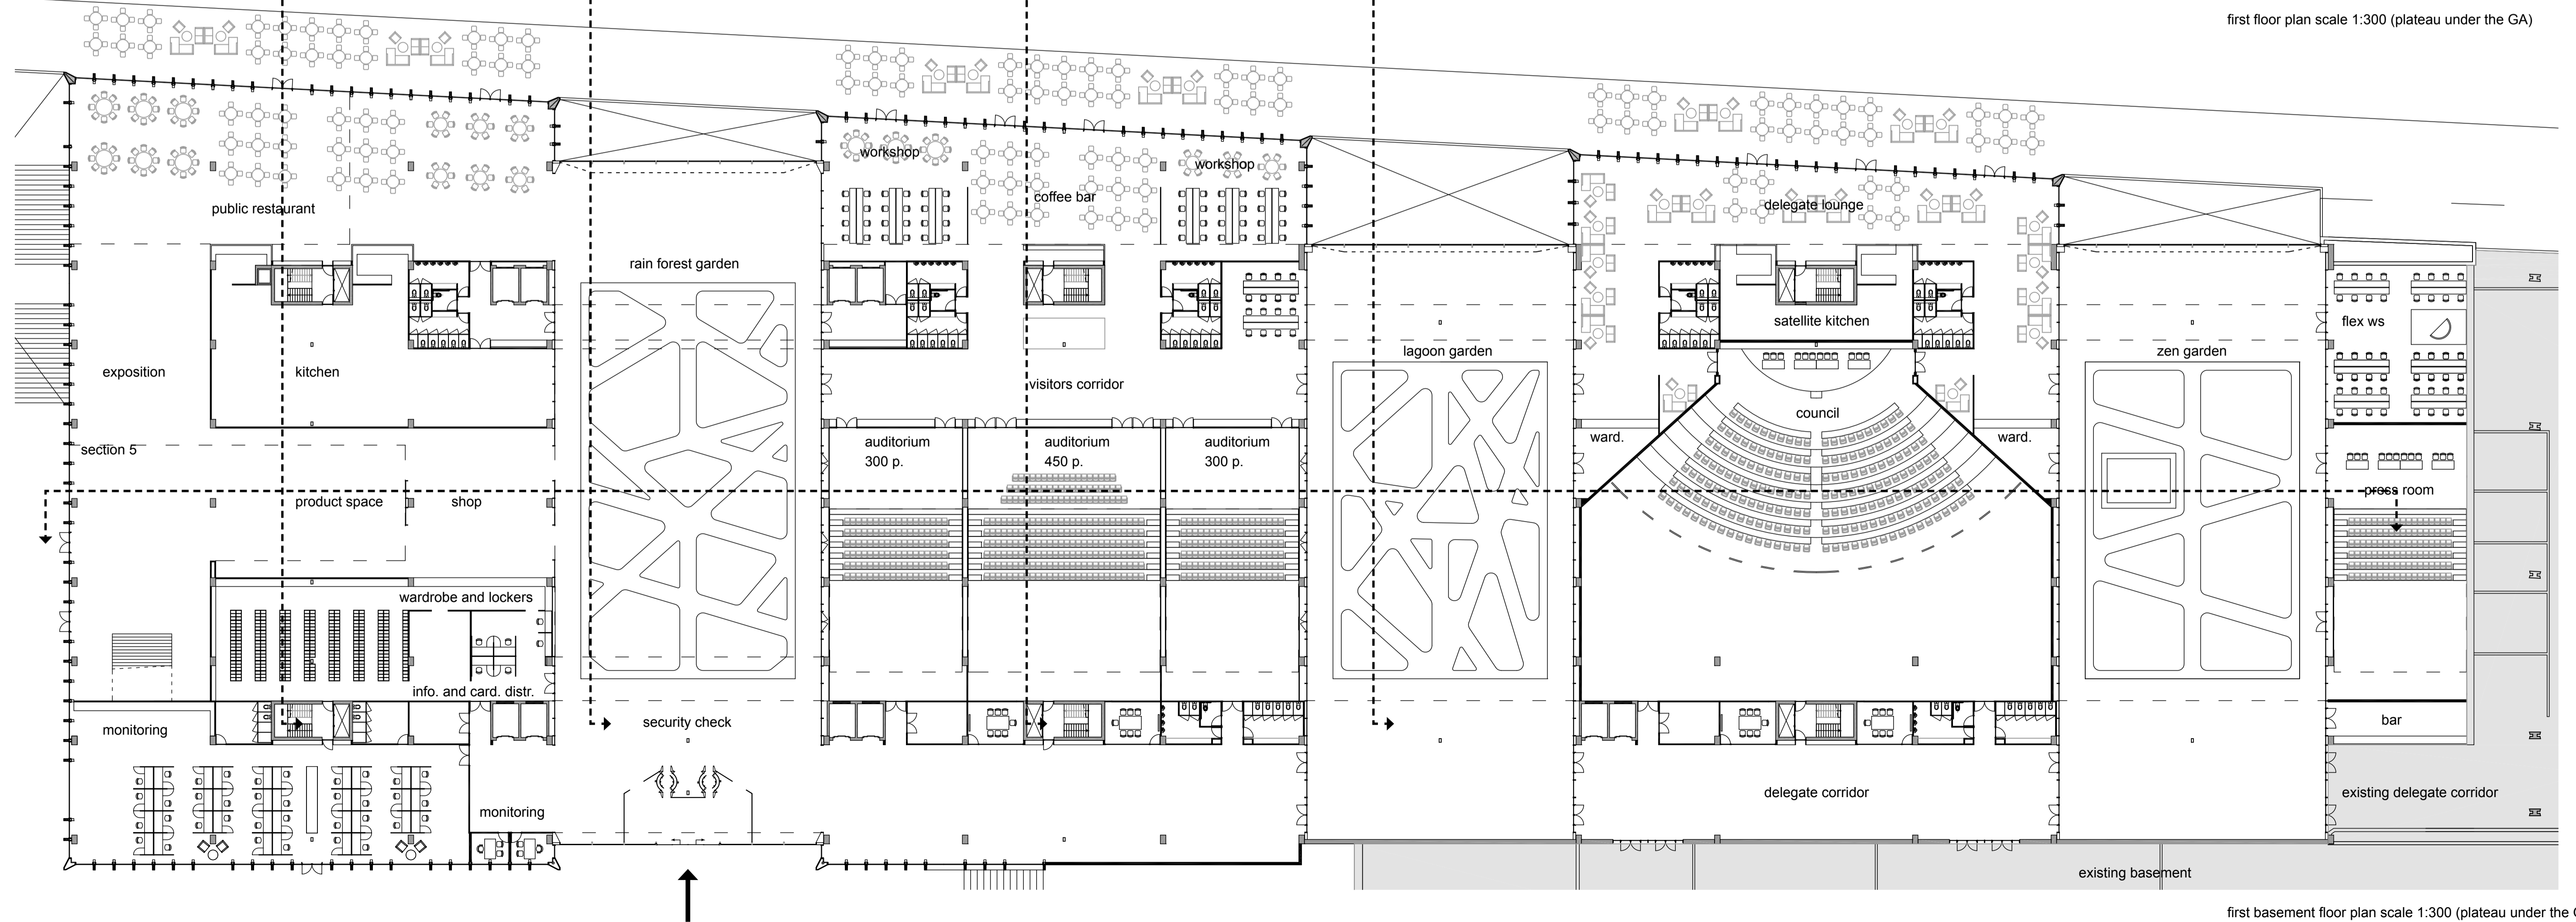 first floor plan scale 1:300 (plateau under the GA)
workshop
workshop
coffee bar
public restaurant
delegate lounge
rain forest garden
satellite kitchen
flex ws
lagoon garden
zen garden
exposition
kitchen
visitors corridor
council
section 5
auditorium
300 p.
auditorium
450 p.
auditorium
300 p.
ward.
ward.
product space
shop
press room
wardrobe and lockers
info. and card. distr.
monitoring
security check
bar
monitoring
delegate corridor
existing delegate corridor
existing basement
first basement floor plan scale 1:300 (plateau under the